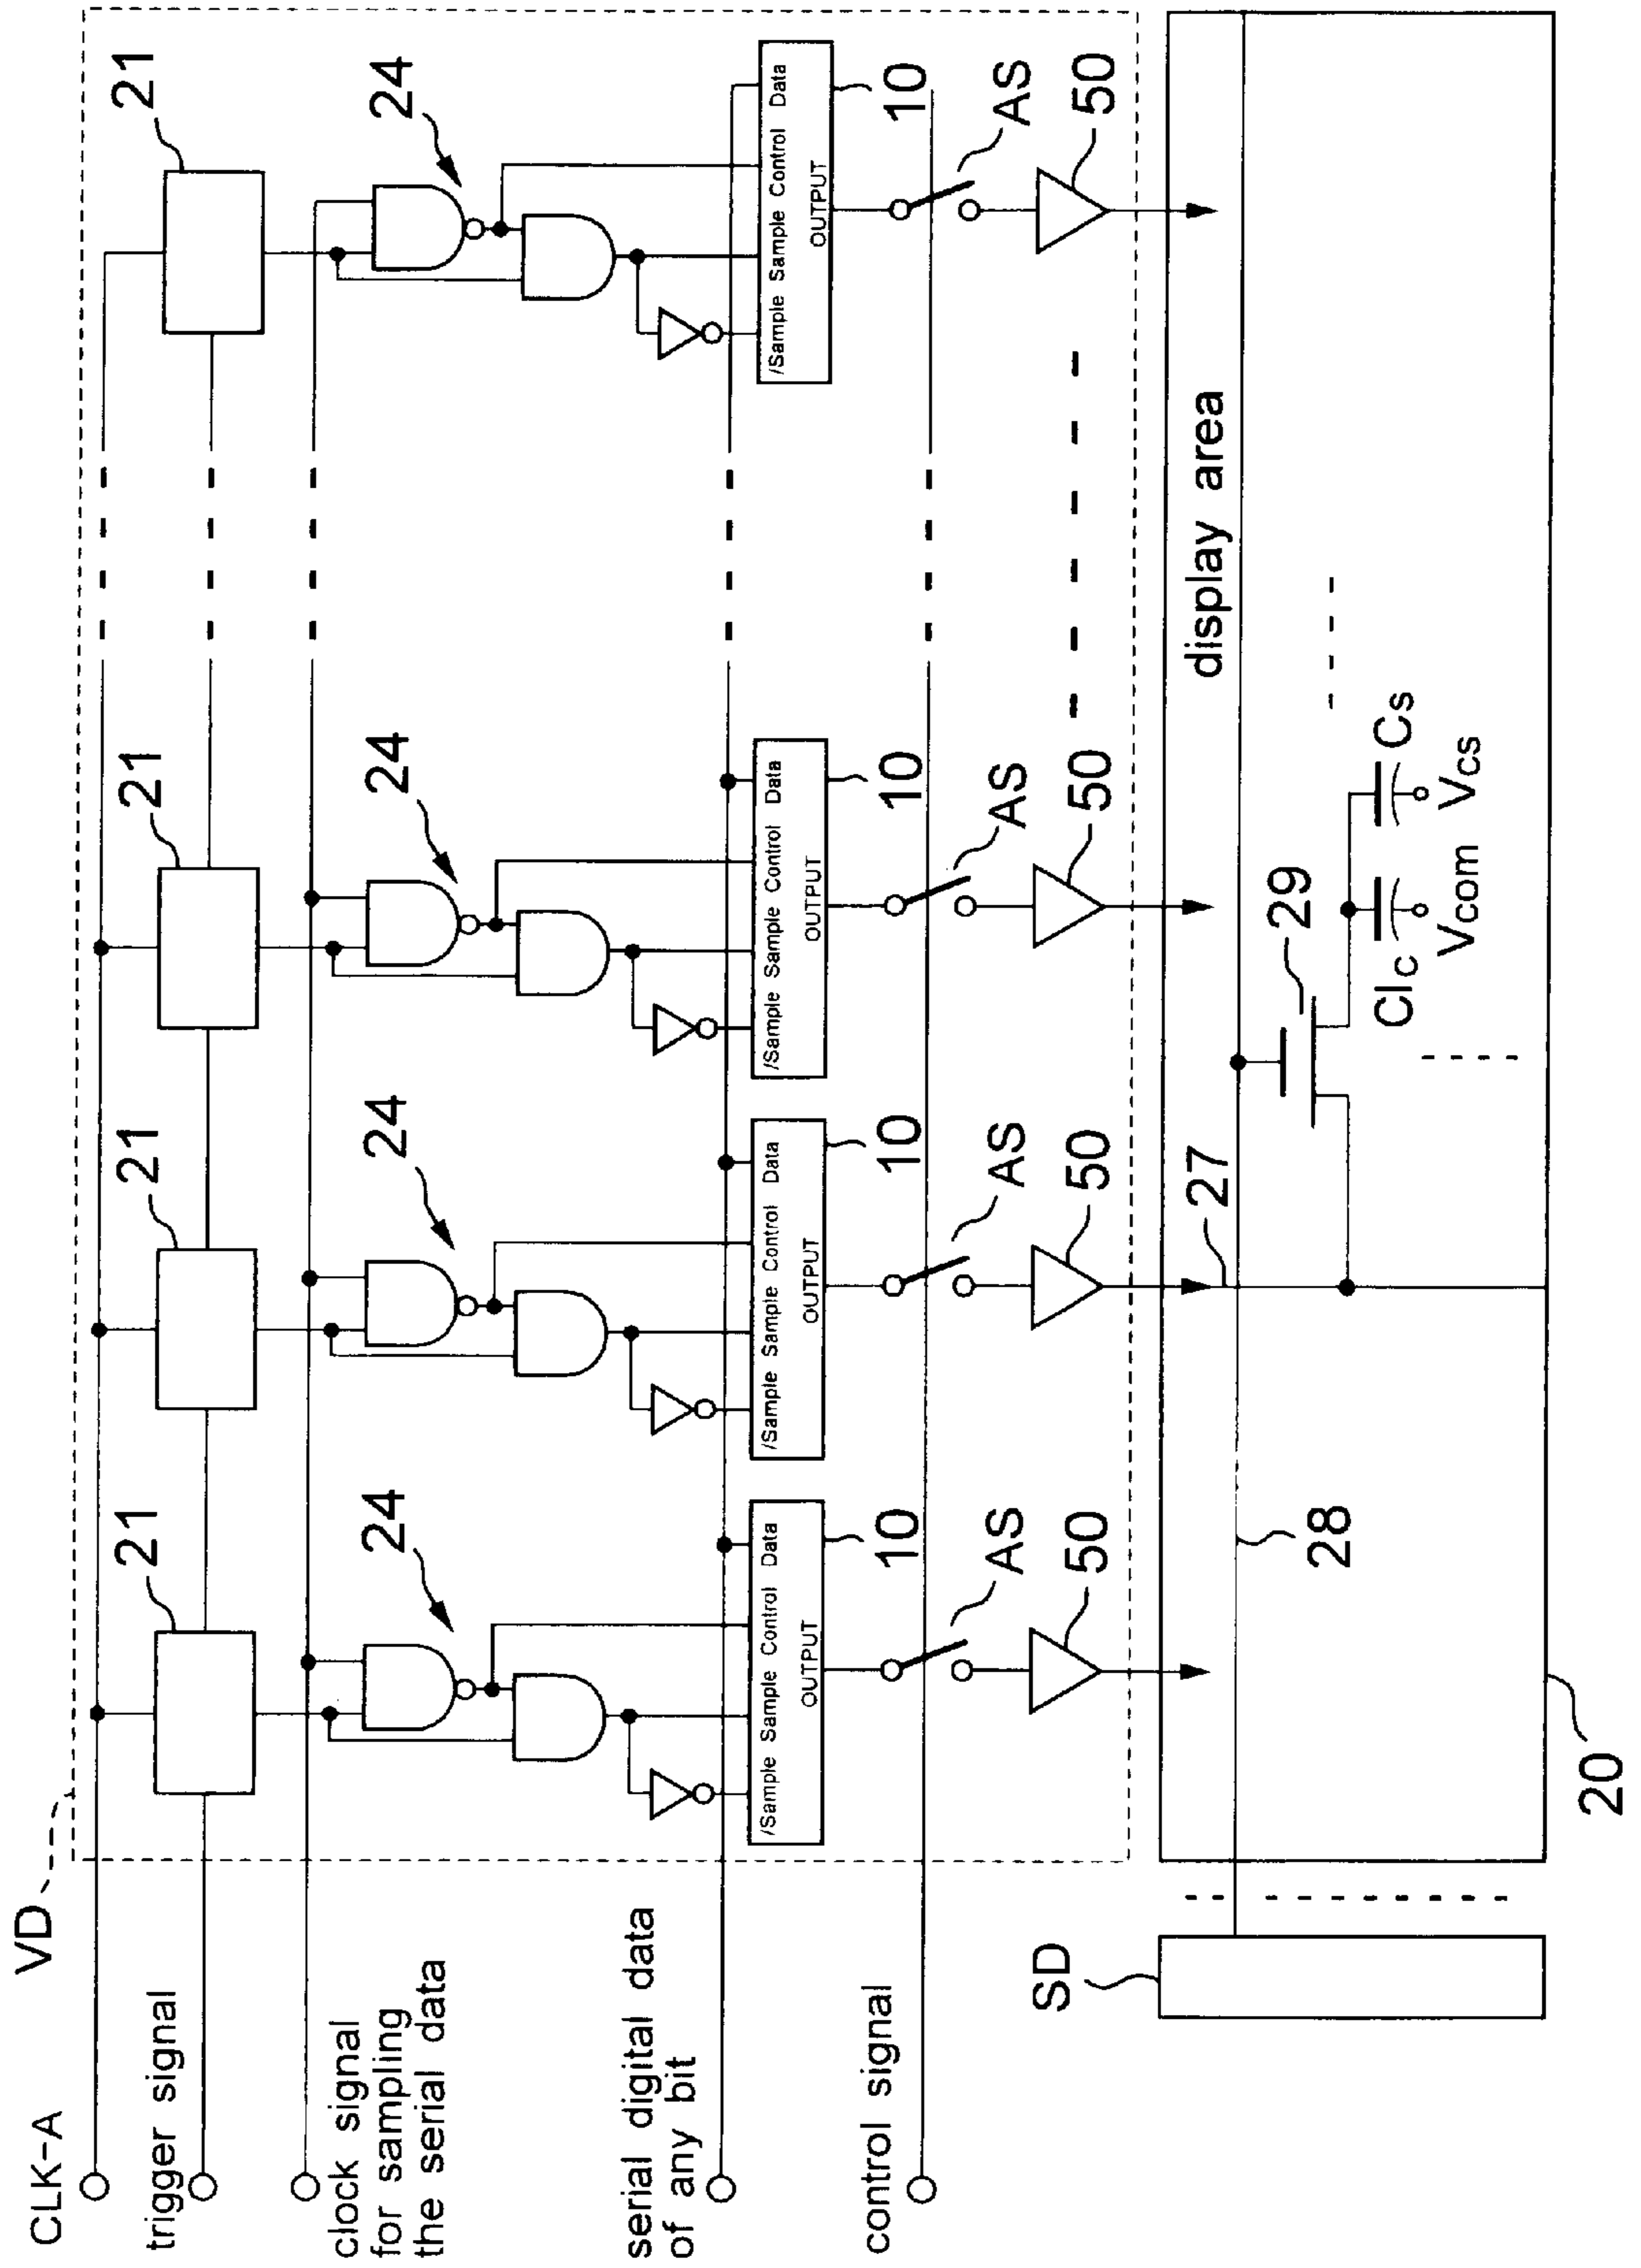 VD
CLK-A
trigger signal
clock signal
for sampling
the serial data
serial digital data
of any bit
control signal
21
21
21
21
24
24
24
24
/Sample Sample Control Data
OUTPUT
/Sample Sample Control Data
OUTPUT
/Sample Sample Control Data
OUTPUT
/Sample Sample Control Data
OUTPUT
10
10
10
10
AS
AS
AS
AS
50
50
50
50
SD
27
display area
28
29
Clc
Cs
Vcom
Vcs
20